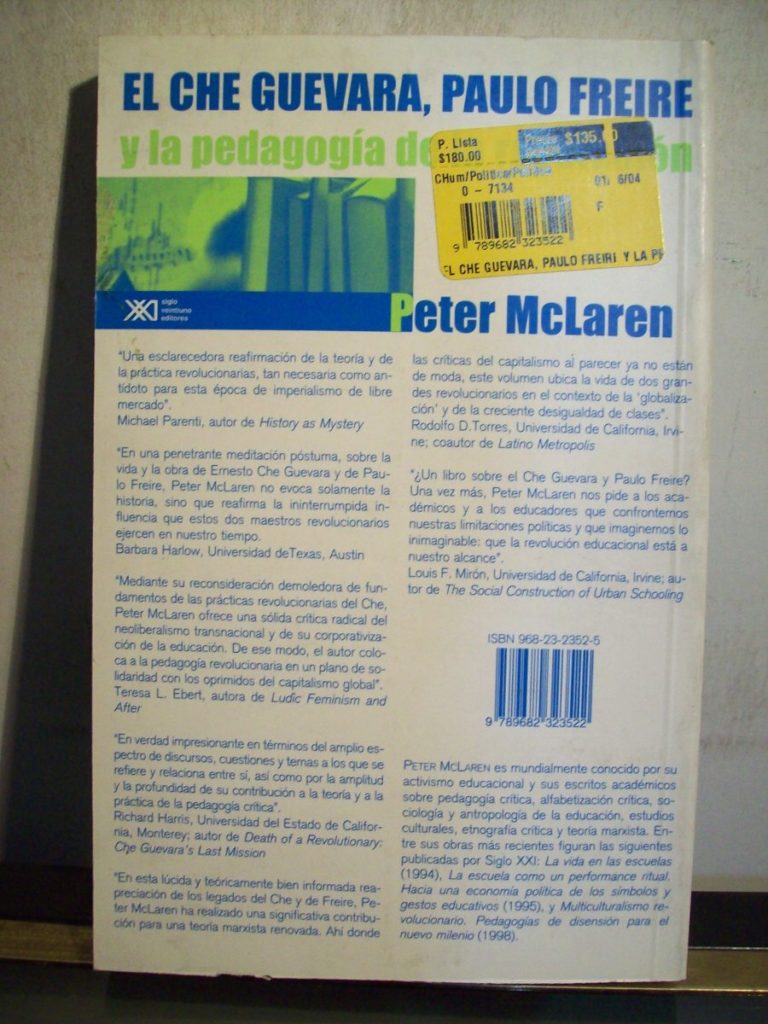 EL CHE GUEVARA, PAULO FREIRE
y la pedagogía de
ón
P. Lista
$180.00
$135.
CHum/Política/
0 - 7134
6/04
F
9 789682 323522
EL CHE GUEVARA, PAULO FREIRE Y LA
siglo
veintiuno
editores
Peter McLaren
"Una esclarecedora reafirmación de la teoría y de
la práctica revolucionarias, tan necesaria como an-
tídoto para esta época de imperialismo de libre
mercado".
Michael Parenti, autor de History as Mystery
"En una penetrante meditación póstuma, sobre la
vida y la obra de Ernesto Che Guevara y de Pau-
lo Freire, Peter McLaren no evoca solamente la
historia, sino que reafirma la ininterrumpida in-
fluencia que estos dos maestros revolucionarios
ejercen en nuestro tiempo.
Barbara Harlow, Universidad deTexas, Austin
"Mediante su reconsideración demoledora de fun-
damentos de las prácticas revolucionarias del Che,
Peter McLaren ofrece una sólida crítica radical del
neoliberalismo transnacional y de su corporativiza-
ción de la educación. De ese modo, el autor colo-
ca a la pedagogía revolucionaria en un plano de so-
lidaridad con los oprimidos del capitalismo global".
Teresa L. Ebert, autora de Ludic Feminism and
After
"En verdad impresionante en términos del amplio es-
pectro de discursos, cuestiones y temas a los que se
refiere y relaciona entre sí, así como por la amplitud
y la profundidad de su contribución a la teoría y a la
práctica de la pedagogía crítica".
Richard Harris, Universidad del Estado de Califor-
nia, Monterey; autor de Death of a Revolutionary:
Che Guevara's Last Mission
"En esta lúcida y teóricamente bien informada rea-
preciación de los legados del Che y de Freire, Pe-
ter McLaren ha realizado una significativa contribu-
ción para una teoría marxista renovada. Ahí donde
las críticas del capitalismo al parecer ya no están
de moda, este volumen ubica la vida de dos gran-
des revolucionarios en el contexto de la 'globaliza-
ción' y de la creciente desigualdad de clases".
Rodolfo D.Torres, Universidad de California, Irvi-
ne; coautor de Latino Metropolis
"¿Un libro sobre el Che Guevara y Paulo Freire?
Una vez más, Peter McLaren nos pide a los aca-
démicos y a los educadores que confrontemos
nuestras limitaciones políticas y que imaginemos lo
inimaginable: que la revolución educacional está a
nuestro alcance".
Louis F. Mirón, Universidad de California, Irvine; au-
tor de The Social Construction of Urban Schooling
ISBN 968-23-2352-5
9 789682 323522
PETER MCLAREN es mundialmente conocido por su
activismo educacional y sus escritos académicos
sobre pedagogía crítica, alfabetización crítica, so-
ciología y antropología de la educación, estudios
culturales, etnografía crítica y teoría marxista. En-
tre sus obras más recientes figuran las siguientes
publicadas por Siglo XXI: La vida en las escuelas
(1994), La escuela como un performance ritual.
Hacia una economía política de los símbolos y
gestos educativos (1995), y Multiculturalismo re-
volucionario. Pedagogías de disensión para el
nuevo milenio (1998).